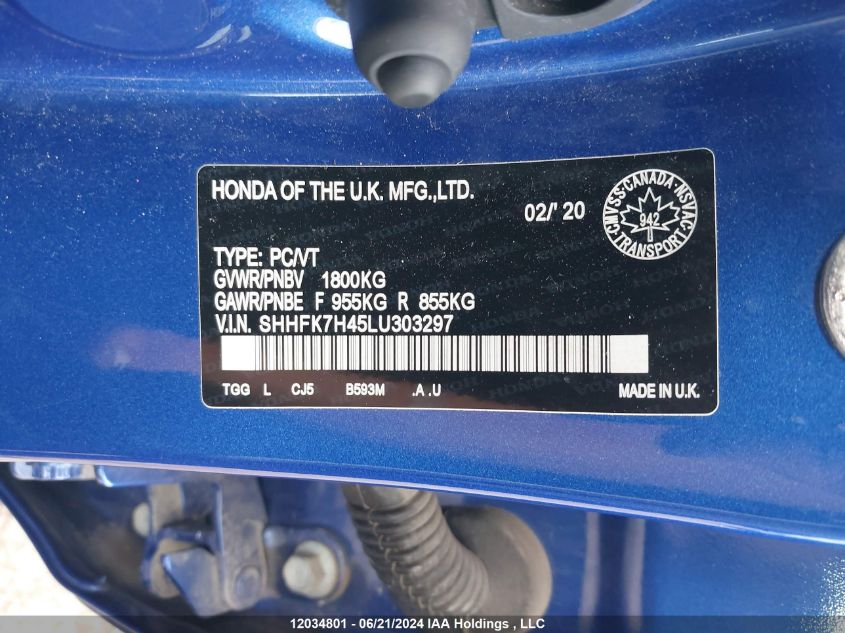 HONDA OF THE U.K. MFG.,LTD.
02/' 20
CMVSS·CANADA·NSVAC
942
TRANSPORT
TYPE: PC/VT
GVWR/PNBV 1800KG
GAWR/PNBE F 955KG R 855KG
V.I.N. SHHFK7H45LU303297
TGG L CJ5 B593M .A .U
MADE IN U.K.
12034801 - 06/21/2024 IAA Holdings , LLC